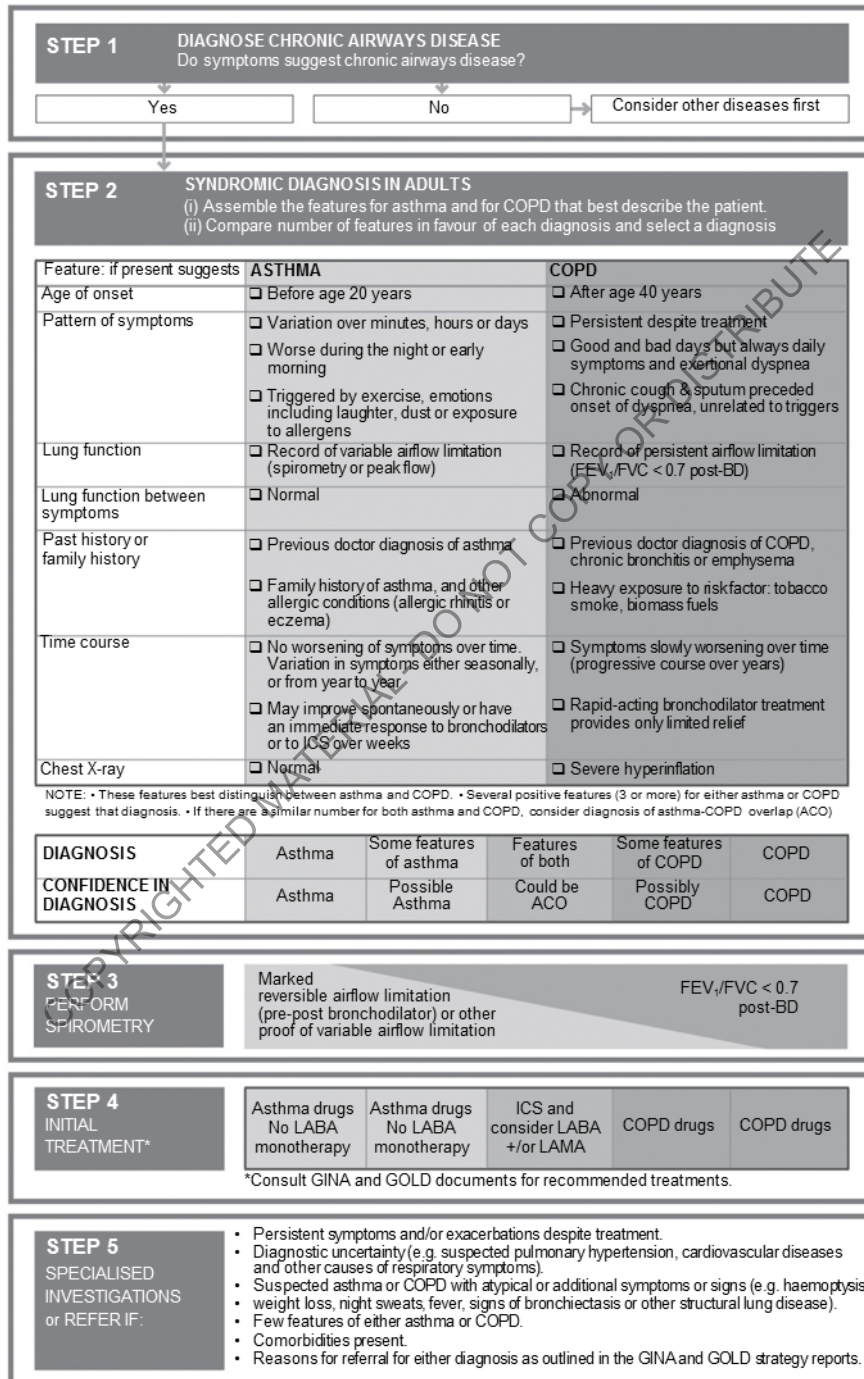 STEP 1
DIAGNOSE CHRONIC AIRWAYS DISEASE
Do symptoms suggest chronic airways disease?
Yes
No
Consider other diseases first
STEP 2
SYNDROMIC DIAGNOSIS IN ADULTS
(i) Assemble the features for asthma and for COPD that best describe the patient.
(ii) Compare number of features in favour of each diagnosis and select a diagnosis
Feature: if present suggests
ASTHMA
COPD
Age of onset
❑ Before age 20 years
❑ After age 40 years
Pattern of symptoms
❑ Variation over minutes, hours or days
❑ Worse during the night or early
morning
❑ Triggered by exercise, emotions
including laughter, dust or exposure
to allergens
❑ Persistent despite treatment
❑ Good and bad days but always daily
symptoms and exertional dyspnea
❑ Chronic cough & sputum preceded
onset of dyspnea, unrelated to triggers
Lung function
❑ Record of variable airflow limitation
(spirometry or peak flow)
❑ Record of persistent airflow limitation
(FEV₁/FVC < 0.7 post-BD)
Lung function between
symptoms
❑ Normal
❑ Abnormal
Past history or
family history
❑ Previous doctor diagnosis of asthma
❑ Family history of asthma, and other
allergic conditions (allergic rhinitis or
eczema)
❑ Previous doctor diagnosis of COPD,
chronic bronchitis or emphysema
❑ Heavy exposure to risk factor: tobacco
smoke, biomass fuels
Time course
❑ No worsening of symptoms over time.
Variation in symptoms either seasonally,
or from year to year
❑ May improve spontaneously or have
an immediate response to bronchodilators
or to ICS over weeks
❑ Symptoms slowly worsening over time
(progressive course over years)
❑ Rapid-acting bronchodilator treatment
provides only limited relief
Chest X-ray
❑ Normal
❑ Severe hyperinflation
NOTE: • These features best distinguish between asthma and COPD. • Several positive features (3 or more) for either asthma or COPD
suggest that diagnosis. • If there are a similar number for both asthma and COPD, consider diagnosis of asthma-COPD overlap (ACO)
DIAGNOSIS
Asthma
Some features
of asthma
Features
of both
Some features
of COPD
COPD
CONFIDENCE IN
DIAGNOSIS
Asthma
Possible
Asthma
Could be
ACO
Possibly
COPD
COPD
STEP 3
PERFORM
SPIROMETRY
Marked
reversible airflow limitation
(pre-post bronchodilator) or other
proof of variable airflow limitation
FEV₁/FVC < 0.7
post-BD
STEP 4
INITIAL
TREATMENT*
Asthma drugs
No LABA
monotherapy
Asthma drugs
No LABA
monotherapy
ICS and
consider LABA
+/or LAMA
COPD drugs
COPD drugs
*Consult GINA and GOLD documents for recommended treatments.
STEP 5
SPECIALISED
INVESTIGATIONS
or REFER IF:
• Persistent symptoms and/or exacerbations despite treatment.
• Diagnostic uncertainty (e.g. suspected pulmonary hypertension, cardiovascular diseases
and other causes of respiratory symptoms).
• Suspected asthma or COPD with atypical or additional symptoms or signs (e.g. haemoptysis
• weight loss, night sweats, fever, signs of bronchiectasis or other structural lung disease).
• Few features of either asthma or COPD.
• Comorbidities present.
• Reasons for referral for either diagnosis as outlined in the GINA and GOLD strategy reports.
COPYRIGHTED MATERIAL- DO NOT COPY OR DISTRIBUTE